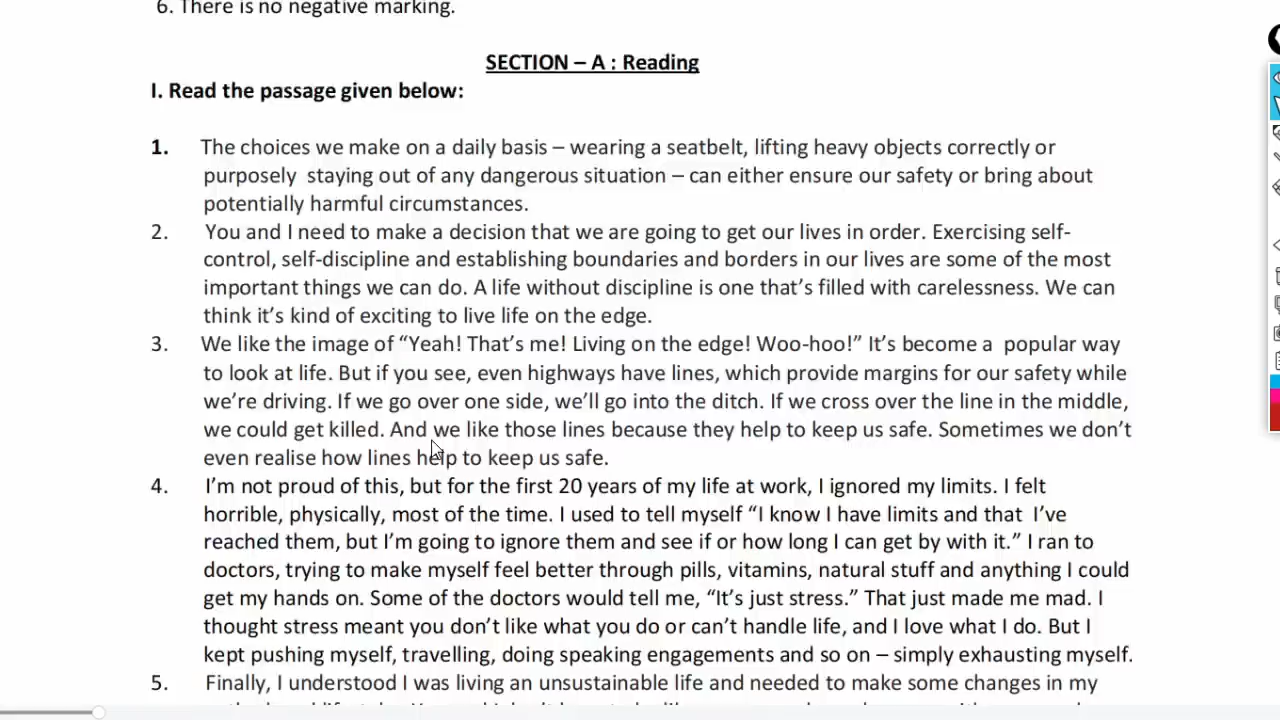 6. There is no negative marking.
SECTION – A : Reading
I. Read the passage given below:
1. The choices we make on a daily basis – wearing a seatbelt, lifting heavy objects correctly or
purposely staying out of any dangerous situation – can either ensure our safety or bring about
potentially harmful circumstances.
2. You and I need to make a decision that we are going to get our lives in order. Exercising self-
control, self-discipline and establishing boundaries and borders in our lives are some of the most
important things we can do. A life without discipline is one that’s filled with carelessness. We can
think it’s kind of exciting to live life on the edge.
3. We like the image of “Yeah! That’s me! Living on the edge! Woo-hoo!” It’s become a popular way
to look at life. But if you see, even highways have lines, which provide margins for our safety while
we’re driving. If we go over one side, we’ll go into the ditch. If we cross over the line in the middle,
we could get killed. And we like those lines because they help to keep us safe. Sometimes we don’t
even realise how lines help to keep us safe.
4. I’m not proud of this, but for the first 20 years of my life at work, I ignored my limits. I felt
horrible, physically, most of the time. I used to tell myself “I know I have limits and that I’ve
reached them, but I’m going to ignore them and see if or how long I can get by with it.” I ran to
doctors, trying to make myself feel better through pills, vitamins, natural stuff and anything I could
get my hands on. Some of the doctors would tell me, “It’s just stress.” That just made me mad. I
thought stress meant you don’t like what you do or can’t handle life, and I love what I do. But I
kept pushing myself, travelling, doing speaking engagements and so on – simply exhausting myself.
5. Finally, I understood I was living an unsustainable life and needed to make some changes in my